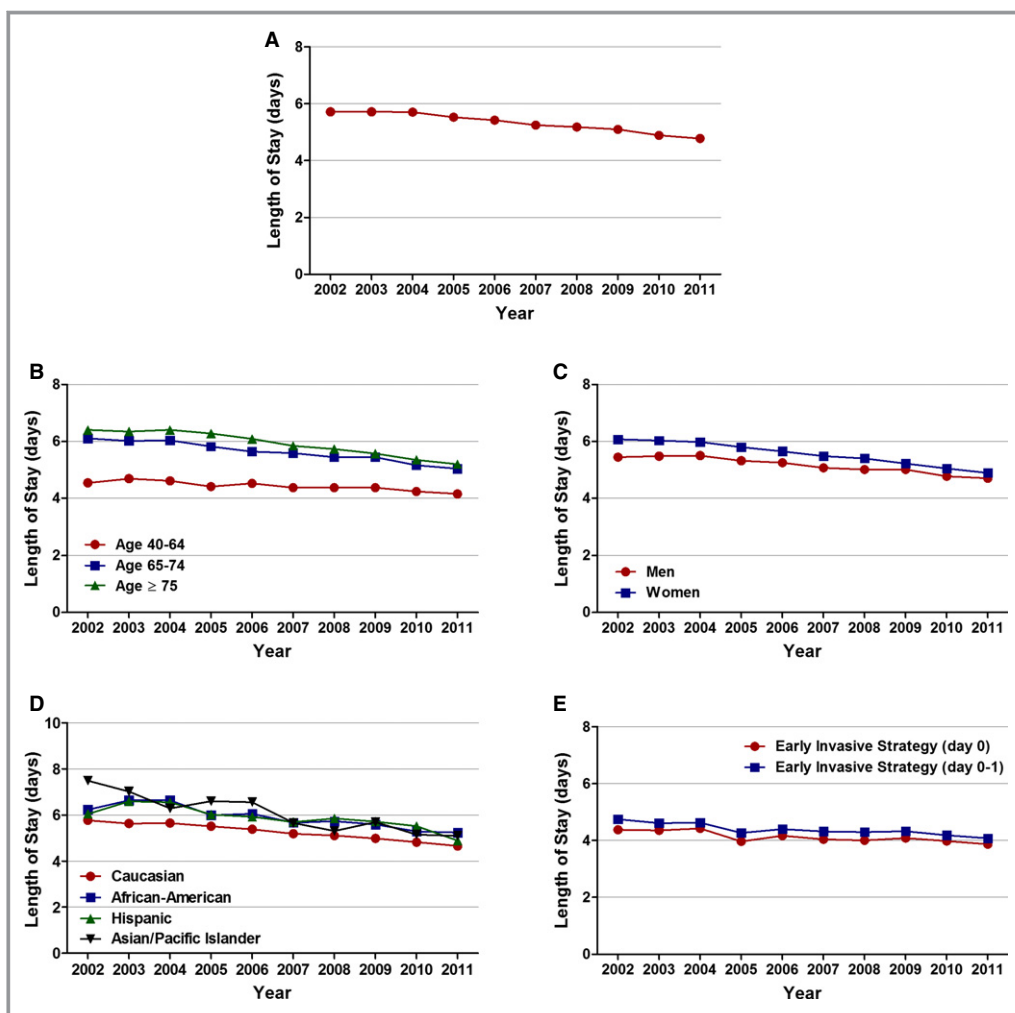 A
Length of Stay (days)
8
6
4
2
0
2002 2003 2004 2005 2006 2007 2008 2009 2010 2011
Year
B
Length of Stay (days)
8
6
4
2
0
Age 40-64
Age 65-74
Age ≥ 75
2002 2003 2004 2005 2006 2007 2008 2009 2010 2011
Year
C
Length of Stay (days)
8
6
4
2
0
Men
Women
2002 2003 2004 2005 2006 2007 2008 2009 2010 2011
Year
D
Length of Stay (days)
10
8
6
4
2
0
Caucasian
African-American
Hispanic
Asian/Pacific Islander
2002 2003 2004 2005 2006 2007 2008 2009 2010 2011
Year
E
Length of Stay (days)
8
6
4
2
0
Early Invasive Strategy (day 0)
Early Invasive Strategy (day 0-1)
2002 2003 2004 2005 2006 2007 2008 2009 2010 2011
Year